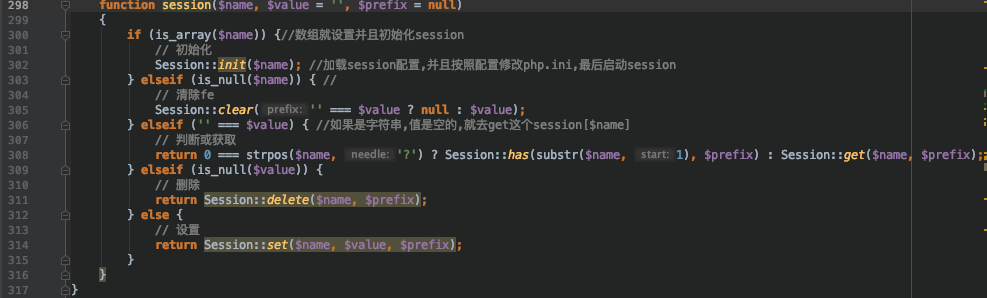 298 function session($name, $value = '', $prefix = null)
299 {
300 if (is_array($name)) {//数组就设置并且初始化session
301 // 初始化
302 Session::init($name); //加载session配置,并且按照配置修改php.ini,最后启动session
303 } elseif (is_null($name)) { //
304 // 清除fe
305 Session::clear( prefix: '' === $value ? null : $value);
306 } elseif ('' === $value) { //如果是字符串,值是空的,就去get这个session[$name]
307 // 判断或获取
308 return 0 === strpos($name, needle: '?') ? Session::has(substr($name, start: 1), $prefix) : Session::get($name, $prefix);
309 } elseif (is_null($value)) {
310 // 删除
311 return Session::delete($name, $prefix);
312 } else {
313 // 设置
314 return Session::set($name, $value, $prefix);
315 }
316 }
317 }